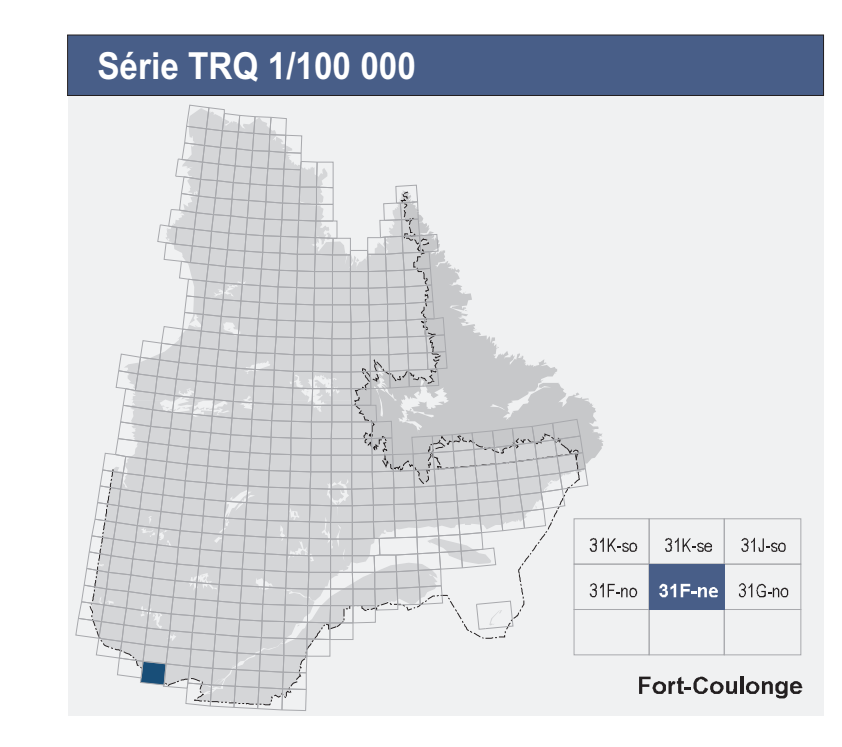 Série TRQ 1/100 000
31K-so 31K-se 31J-so
31F-no 31F-ne 31G-no
Fort-Coulonge